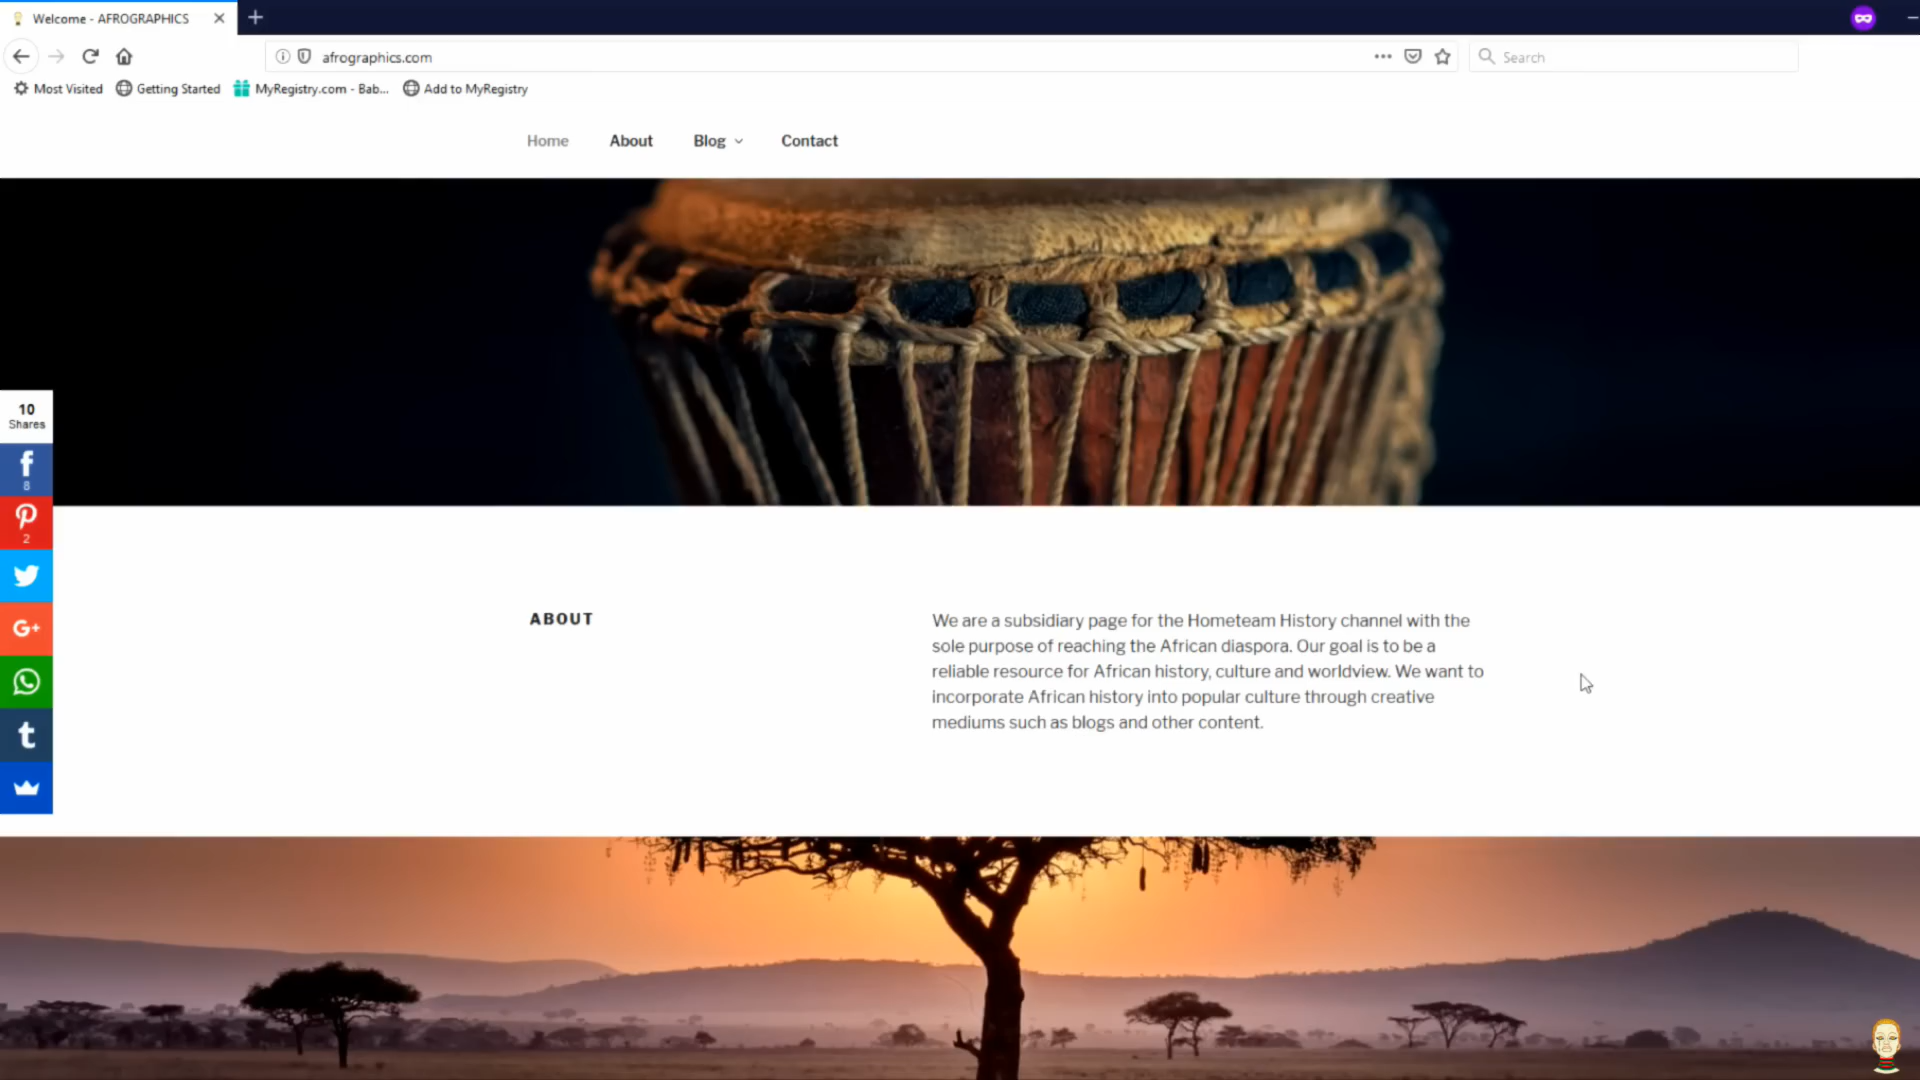 Welcome - AFROGRAPHICS
afrographics.com
Search
Most Visited
Getting Started
MyRegistry.com - Bab...
Add to MyRegistry
Home
About
Blog
Contact
10
Shares
f
8
2
G+
t
ABOUT
We are a subsidiary page for the Hometeam History channel with the
sole purpose of reaching the African diaspora. Our goal is to be a
reliable resource for African history, culture and worldview. We want to
incorporate African history into popular culture through creative
mediums such as blogs and other content.